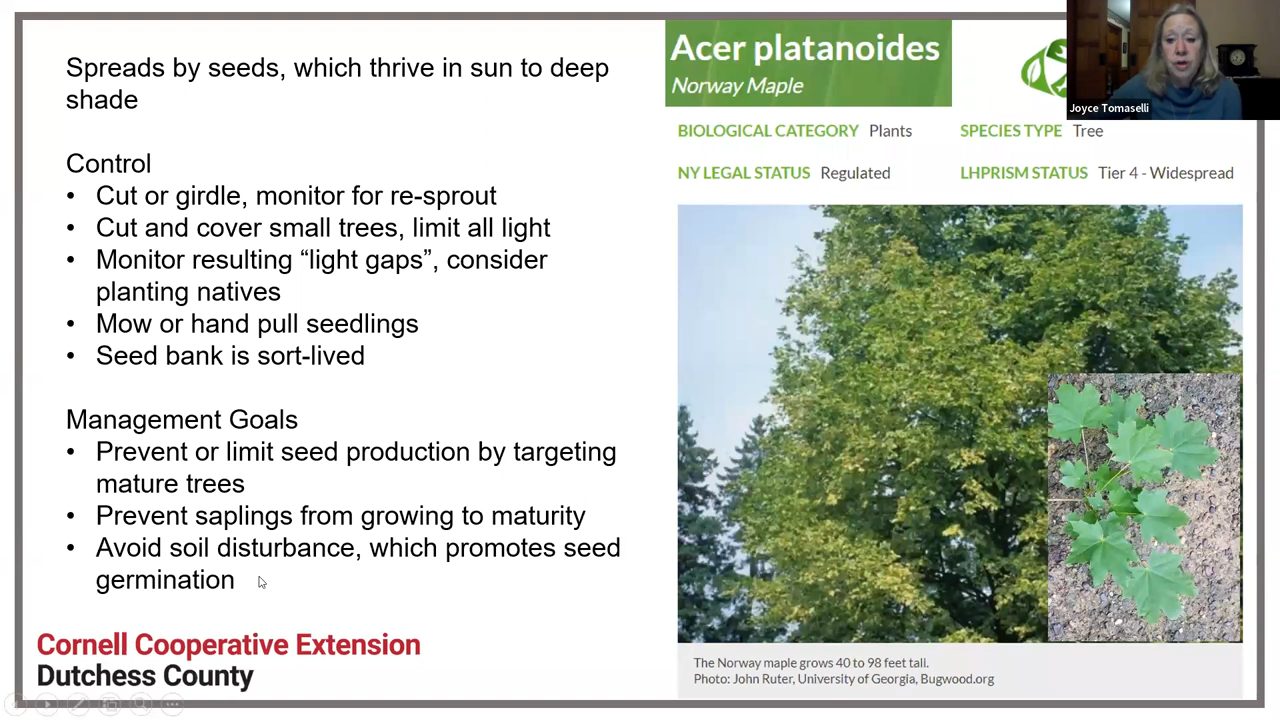 Spreads by seeds, which thrive in sun to deep
shade
Control
• Cut or girdle, monitor for re-sprout
• Cut and cover small trees, limit all light
• Monitor resulting “light gaps”, consider
planting natives
• Mow or hand pull seedlings
• Seed bank is sort-lived
Management Goals
• Prevent or limit seed production by targeting
mature trees
• Prevent saplings from growing to maturity
• Avoid soil disturbance, which promotes seed
germination
Cornell Cooperative Extension
Dutchess County
Acer platanoides
Norway Maple
BIOLOGICAL CATEGORY Plants
SPECIES TYPE Tree
NY LEGAL STATUS Regulated
LHPRISM STATUS Tier 4 - Widespread
The Norway maple grows 40 to 98 feet tall.
Photo: John Ruter, University of Georgia, Bugwood.org
Joyce Tomaselli